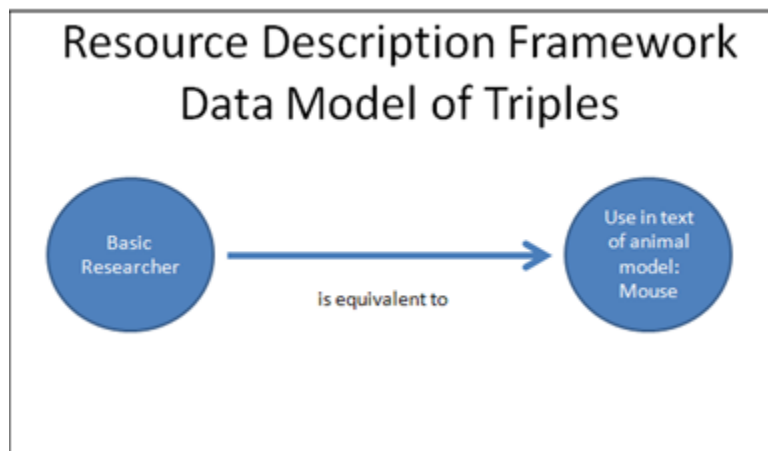 Resource Description Framework
Data Model of Triples
Basic
Researcher
is equivalent to
Use in text
of animal
model:
Mouse